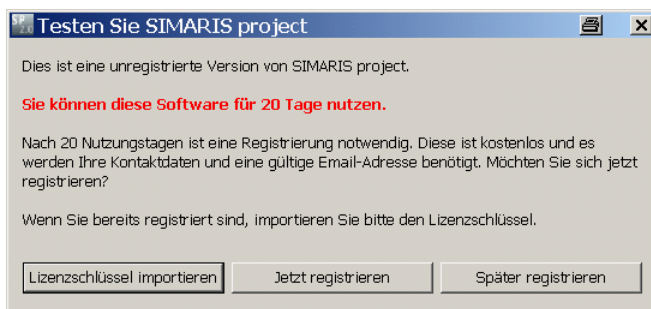 SP 2.0 Testen Sie SIMARIS project
Dies ist eine unregistrierte Version von SIMARIS project.
Sie können diese Software für 20 Tage nutzen.
Nach 20 Nutzungstagen ist eine Registrierung notwendig. Diese ist kostenlos und es
werden Ihre Kontaktdaten und eine gültige Email-Adresse benötigt. Möchten Sie sich jetzt
registrieren?
Wenn Sie bereits registriert sind, importieren Sie bitte den Lizenzschlüssel.
Lizenzschlüssel importieren Jetzt registrieren Später registrieren